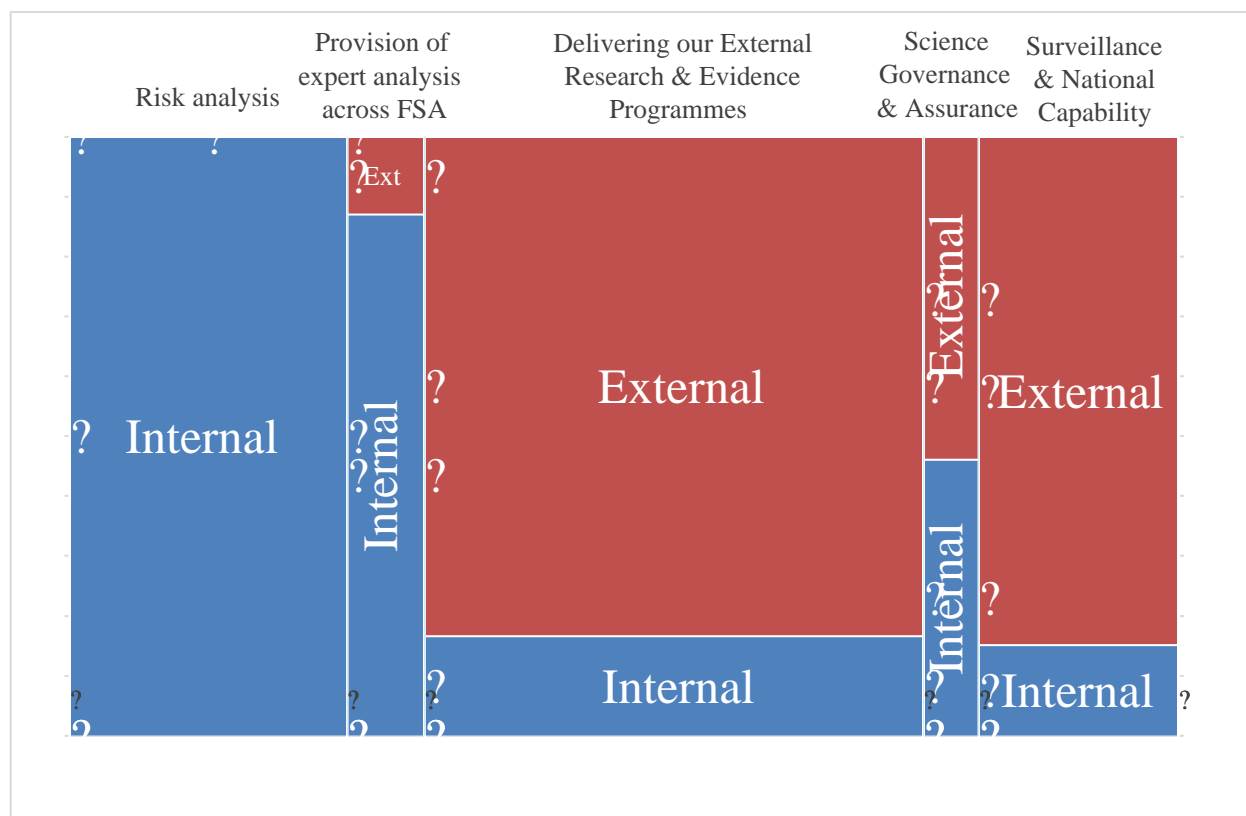 Risk analysis
Provision of
expert analysis
across FSA
Delivering our External
Research & Evidence
Programmes
Science
Governance
& Assurance
Surveillance
& National
Capability
? ? ? ? Ext ?
External
? ?
? External ? External
? Internal ? Internal
? ?
? ?
? Internal ? Internal ? Internal
? ? ? ? ? ?
? ? ? ? ?